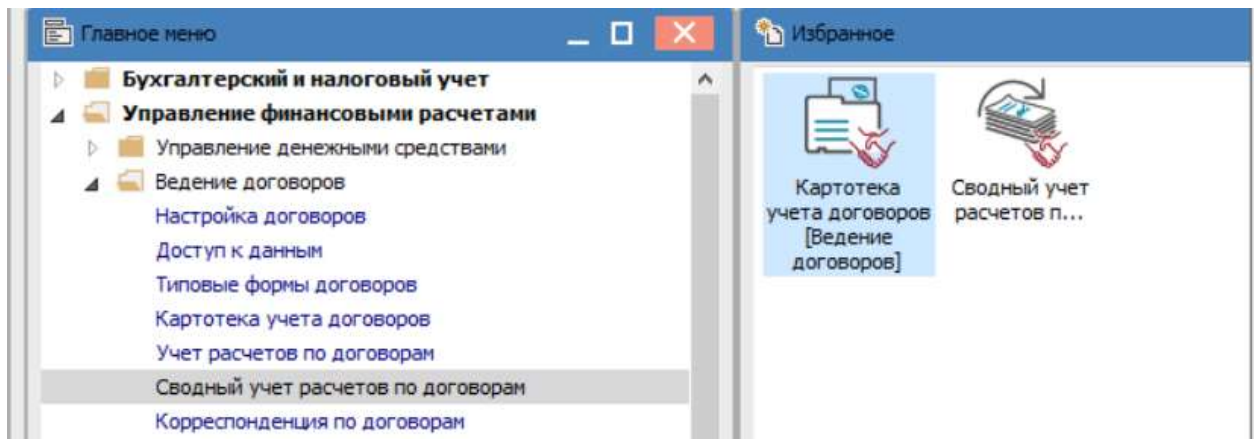 Главное меню
Бухгалтерский и налоговый учет
Управление финансовыми расчетами
Управление денежными средствами
Ведение договоров
Настройка договоров
Доступ к данным
Типовые формы договоров
Картотека учета договоров
Учет расчетов по договорам
Сводный учет расчетов по договорам
Корреспонденция по договорам
Избранное
Картотека
учета договоров
[Ведение
договоров]
Сводный учет
расчетов п...